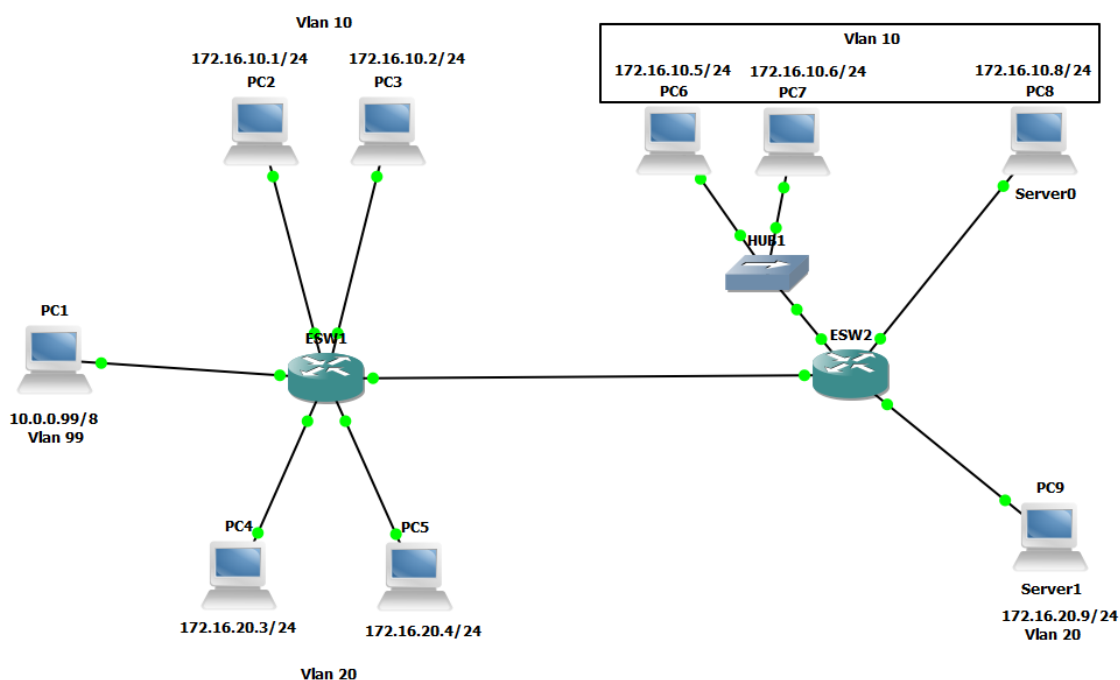 Vlan 10
172.16.10.1/24
PC2
172.16.10.2/24
PC3
Vlan 10
172.16.10.5/24
PC6
172.16.10.6/24
PC7
172.16.10.8/24
PC8
Server0
HUB1
ESW1
ESW2
PC1
10.0.0.99/8
Vlan 99
PC4
172.16.20.3/24
PC5
172.16.20.4/24
Vlan 20
PC9
Server1
172.16.20.9/24
Vlan 20